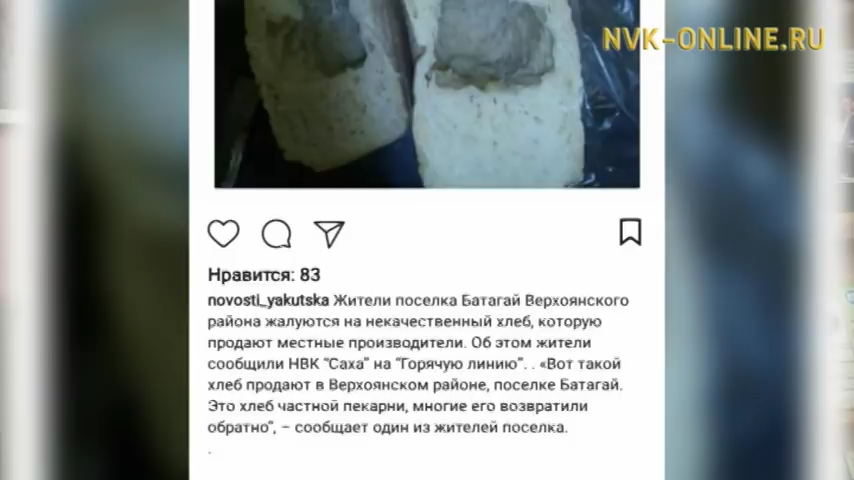 NVK-ONLINE.RU
Нравится: 83
novosti_yakutska Жители поселка Батагай Верхоянского
района жалуются на некачественный хлеб, которую
продают местные производители. Об этом жители
сообщили НВК "Саха" на "Горячую линию". . «Вот такой
хлеб продают в Верхоянском районе, поселке Батагай.
Это хлеб частной пекарни, многие его возвратили
обратно", – сообщает один из жителей поселка.
.